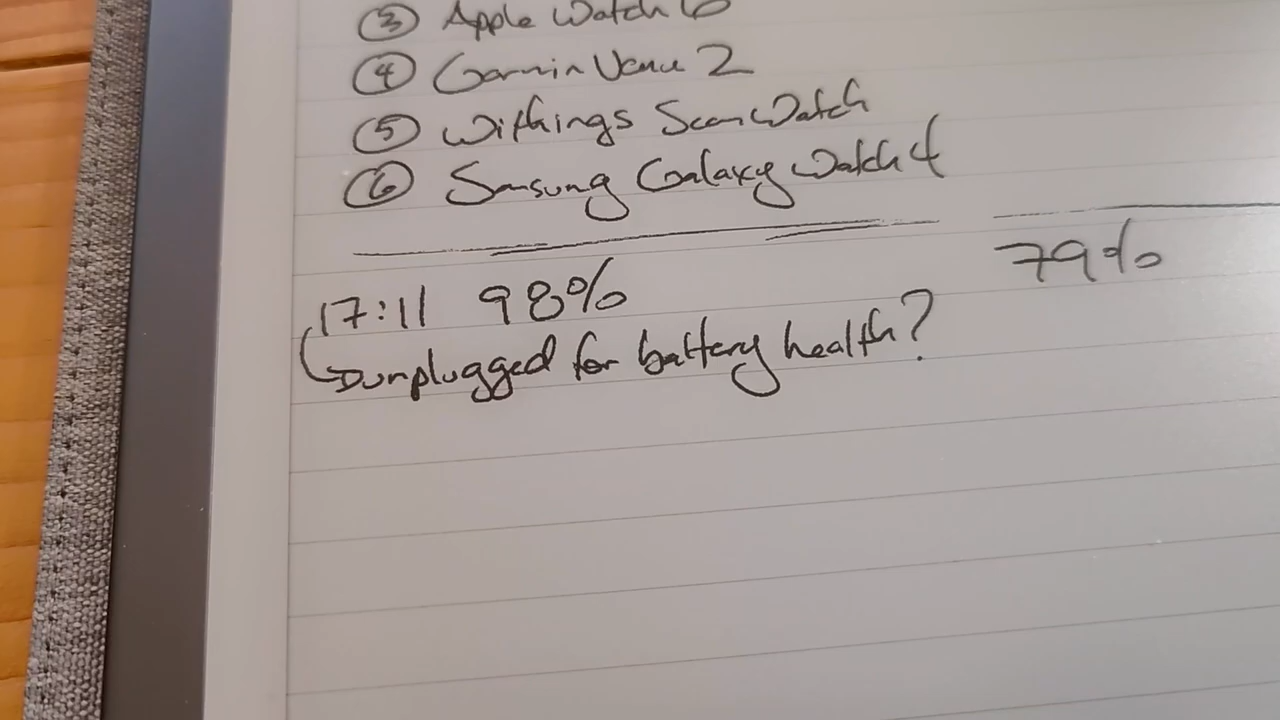 ③ Apple Watch 6
④ Garmin Venu 2
⑤ Withings ScanWatch
⑥ Samsung Galaxy Watch 4
79%
17:11 98%
unplugged for battery health?